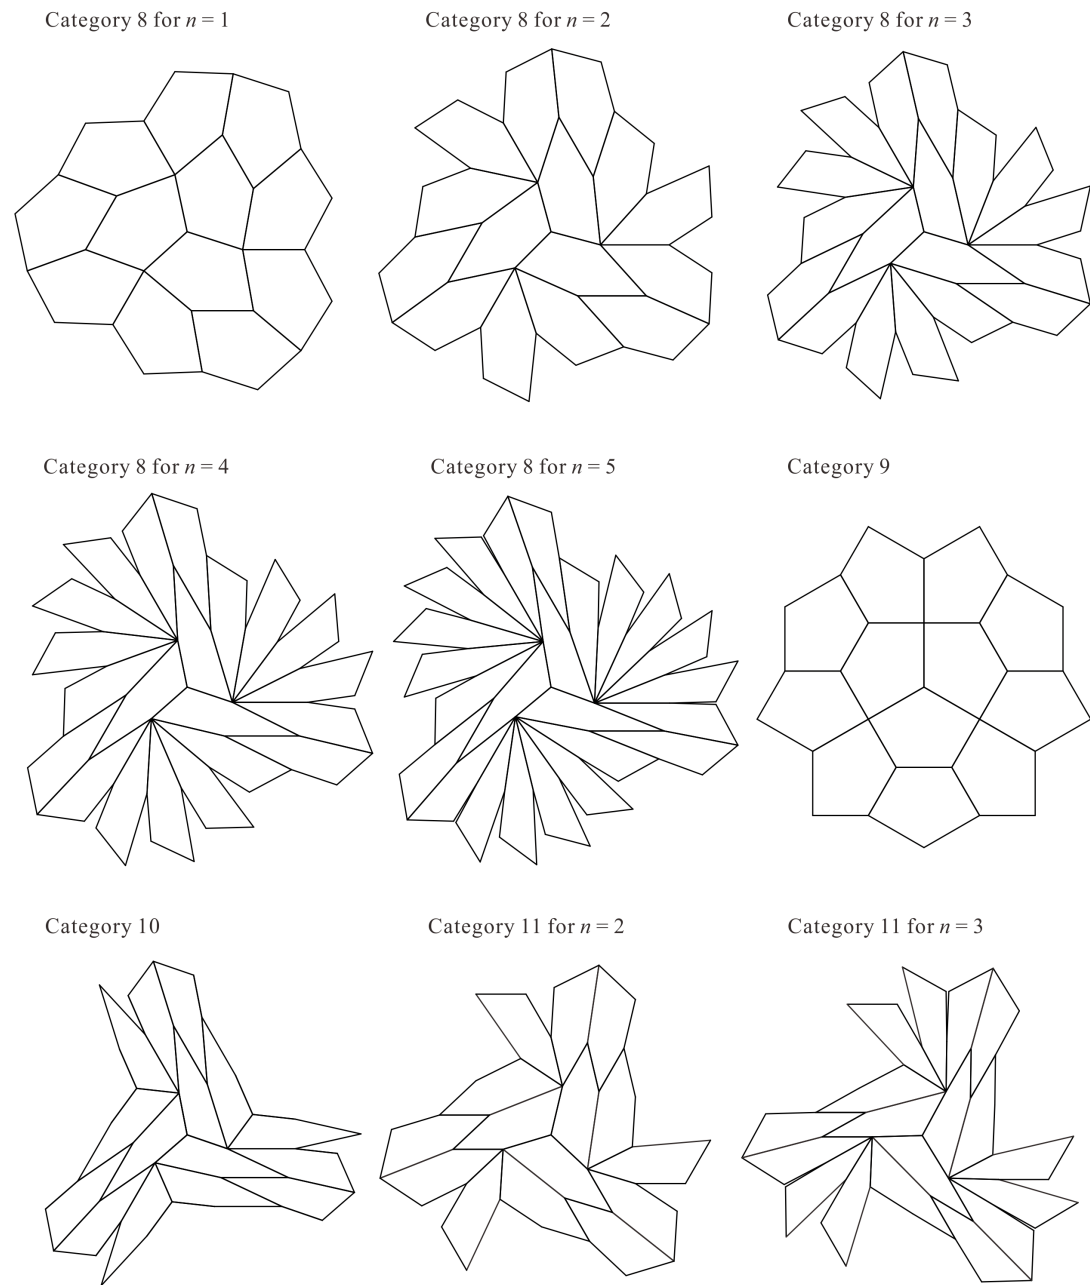 Category 8 for n = 1
Category 8 for n = 2
Category 8 for n = 3
Category 8 for n = 4
Category 8 for n = 5
Category 9
Category 10
Category 11 for n = 2
Category 11 for n = 3